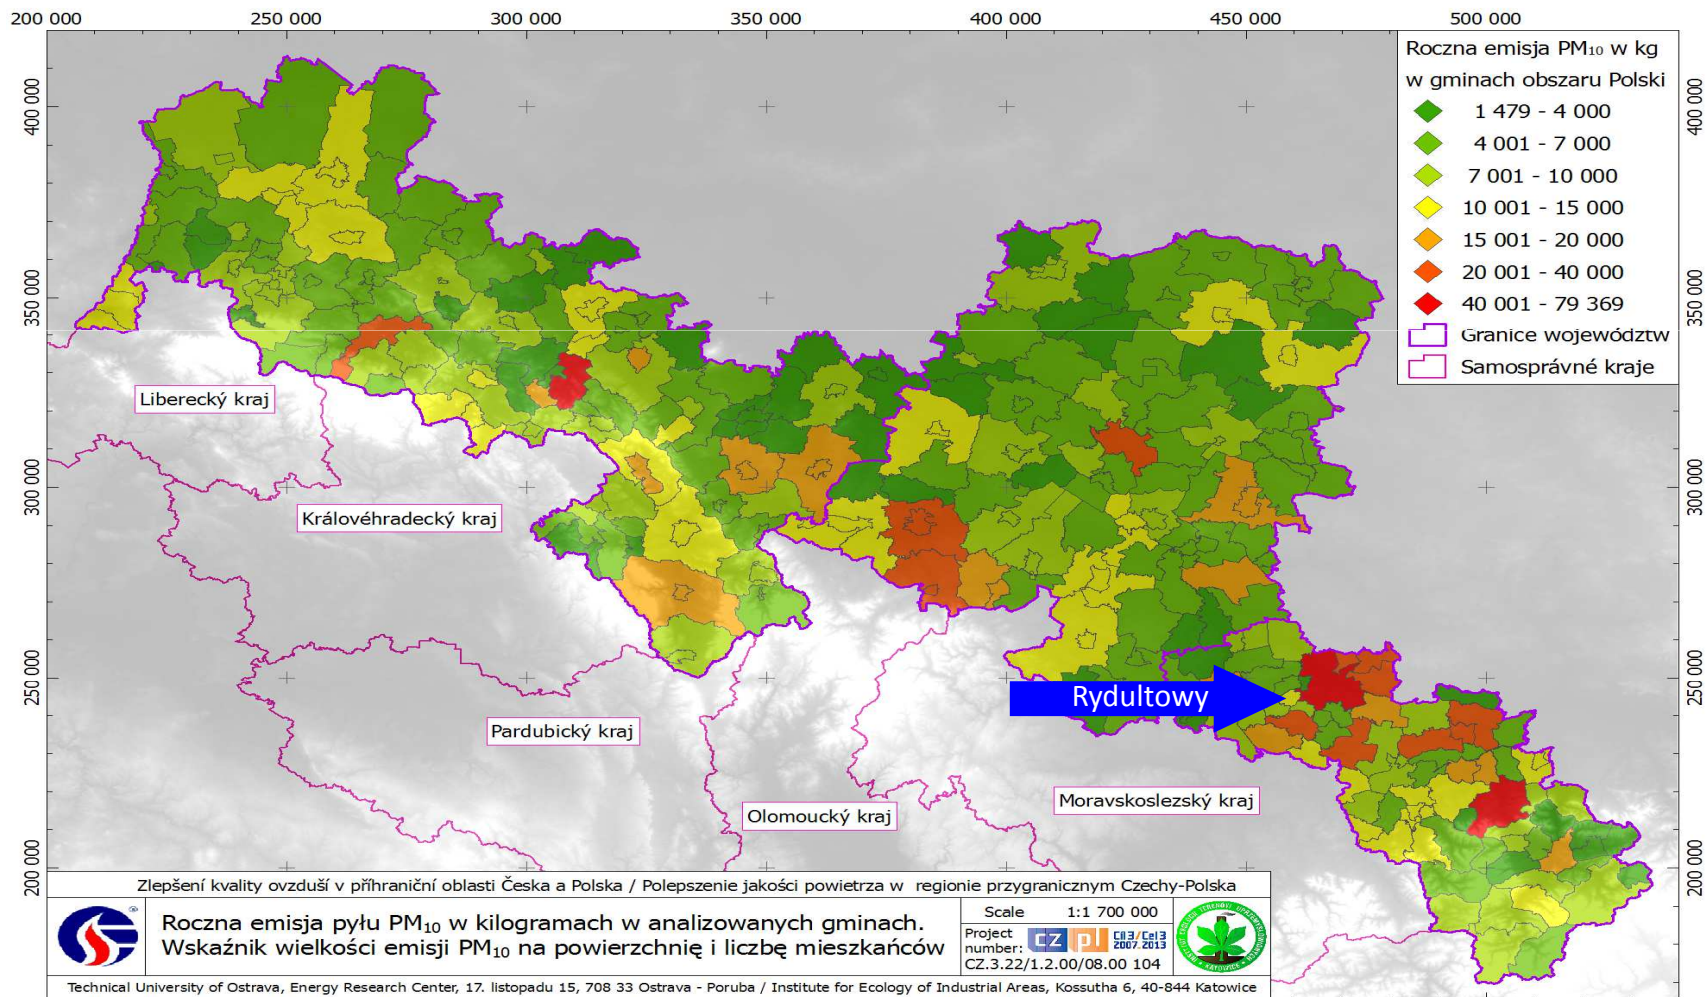 200 000 250 000 300 000 350 000 400 000 450 000 500 000
Roczna emisja PM₁₀ w kg
w gminach obszaru Polski
1 479 - 4 000
4 001 - 7 000
7 001 - 10 000
10 001 - 15 000
15 001 - 20 000
20 001 - 40 000
40 001 - 79 369
Granice województw
Samosprávné kraje
400 000 400 000
350 000 350 000
300 000 300 000
250 000 250 000
200 000 200 000
Liberecký kraj
Královéhradecký kraj
Pardubický kraj
Olomoucký kraj
Moravskoslezský kraj
Rydultowy
Zlepšení kvality ovzduší v příhraniční oblasti Česka a Polska / Polepszenie jakości powietrza w regionie przygranicznym Czechy-Polska
Roczna emisja pyłu PM₁₀ w kilogramach w analizowanych gminach.
Wskaźnik wielkości emisji PM₁₀ na powierzchnię i liczbę mieszkańców
Scale 1:1 700 000
Project
number:
CZ pl Cíl3/Cel3
2007.2013
CZ.3.22/1.2.00/08.00 104
KATOWICE
Technical University of Ostrava, Energy Research Center, 17. listopadu 15, 708 33 Ostrava - Poruba / Institute for Ecology of Industrial Areas, Kossutha 6, 40-844 Katowice